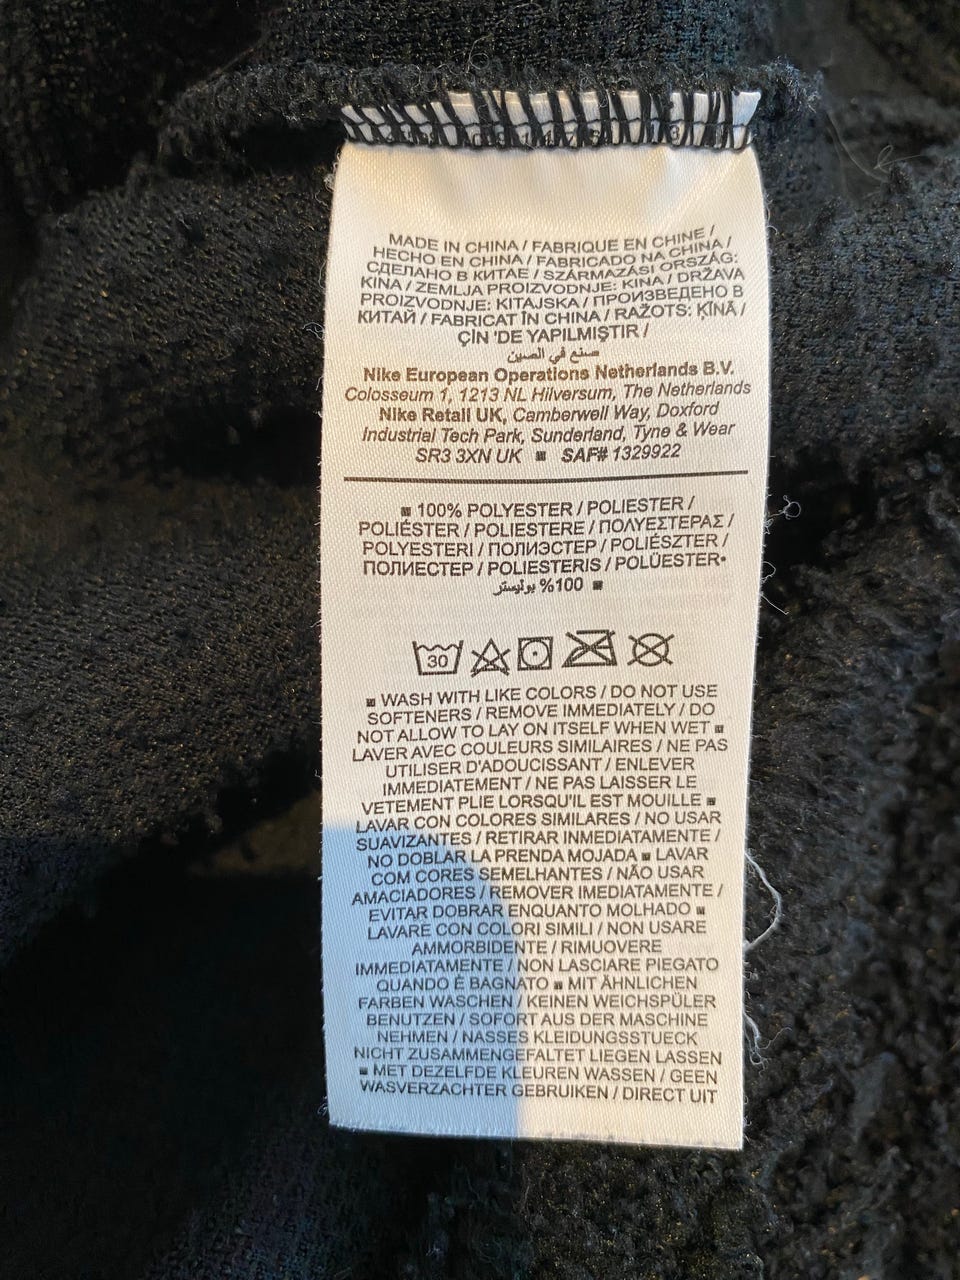 MADE IN CHINA / FABRIQUE EN CHINE /
HECHO EN CHINA / FABRICADO NA CHINA /
СДЕЛАНО В КИТАЕ / SZÁRMAZÁSI ORSZÁG:
KÍNA / ZEMLJA PROIZVODNJE: KINA / DRŽAVA
PROIZVODNJE: KITAJSKA / ПРОИЗВЕДЕНО В
КИТАЙ / FABRICAT ÎN CHINA / RAŽOTS: ĶĪNĀ /
ÇİN 'DE YAPILMIŞTIR /
صنع في الصين
Nike European Operations Netherlands B.V.
Colosseum 1, 1213 NL Hilversum, The Netherlands
Nike Retail UK, Camberwell Way, Doxford
Industrial Tech Park, Sunderland, Tyne & Wear
SR3 3XN UK SAF# 1329922
100% POLYESTER / POLIESTER /
POLIÉSTER / POLIESTERE / ΠΟΛΥΕΣΤΕΡΑΣ /
POLYESTERI / ПОЛИЭСТЕР / POLIÉSZTER /
ПОЛИЕСТЕР / POLIESTERIS / POLÜESTER•
100% بوليستر
30
WASH WITH LIKE COLORS / DO NOT USE
SOFTENERS / REMOVE IMMEDIATELY / DO
NOT ALLOW TO LAY ON ITSELF WHEN WET
LAVER AVEC COULEURS SIMILAIRES / NE PAS
UTILISER D'ADOUCISSANT / ENLEVER
IMMEDIATEMENT / NE PAS LAISSER LE
VETEMENT PLIE LORSQU'IL EST MOUILLE
LAVAR CON COLORES SIMILARES / NO USAR
SUAVIZANTES / RETIRAR INMEDIATAMENTE /
NO DOBLAR LA PRENDA MOJADA LAVAR
COM CORES SEMELHANTES / NÃO USAR
AMACIADORES / REMOVER IMEDIATAMENTE /
EVITAR DOBRAR ENQUANTO MOLHADO
LAVARE CON COLORI SIMILI / NON USARE
AMMORBIDENTE / RIMUOVERE
IMMEDIATAMENTE / NON LASCIARE PIEGATO
QUANDO È BAGNATO MIT ÄHNLICHEN
FARBEN WASCHEN / KEINEN WEICHSPÜLER
BENUTZEN / SOFORT AUS DER MASCHINE
NEHMEN / NASSES KLEIDUNGSSTUECK
NICHT ZUSAMMENGEFALTET LIEGEN LASSEN
MET DEZELFDE KLEUREN WASSEN / GEEN
WASVERZACHTER GEBRUIKEN / DIRECT UIT